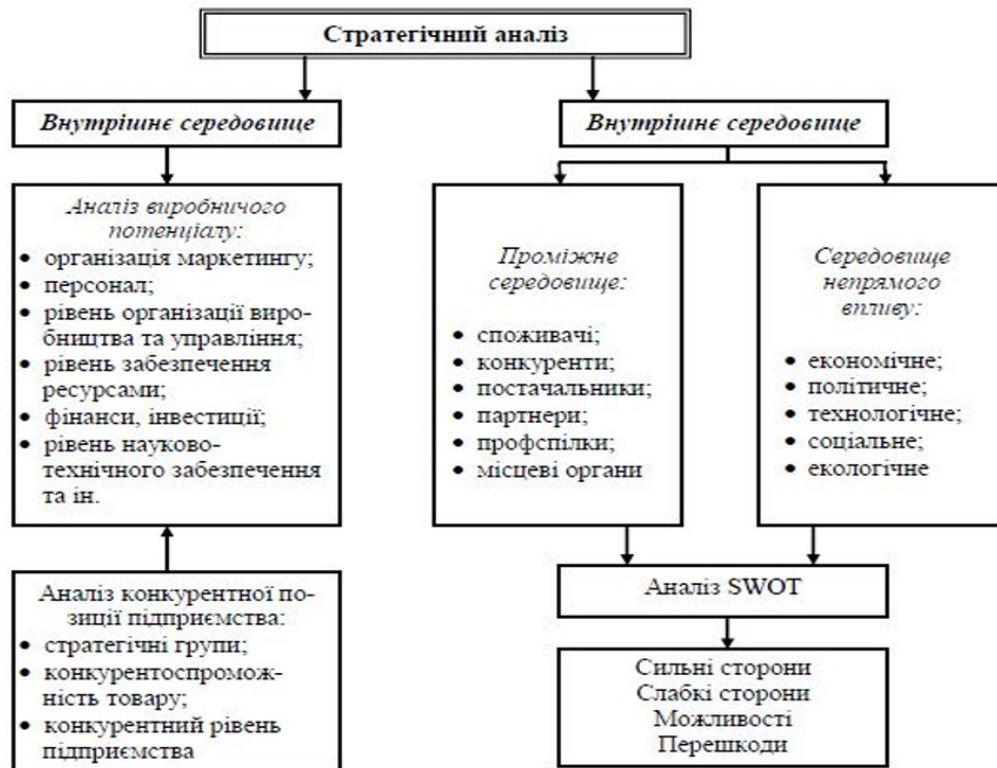 Стратегічний аналіз
Внутрішнє середовище
Аналіз виробничого
потенціалу:
• організація маркетингу;
• персонал;
• рівень організації виро-
бництва та управління;
• рівень забезпечення
ресурсами;
• фінанси, інвестиції;
• рівень науково-
технічного забезпечення
та ін.
Аналіз конкурентної по-
зиції підприємства:
• стратегічні групи;
• конкурентоспромож-
ність товару;
• конкурентний рівень
підприємства
Внутрішнє середовище
Проміжне
середовище:
• споживачі;
• конкуренти;
• постачальники;
• партнери;
• профспілки;
• місцеві органи
Середовище
непрямого
впливу:
• економічне;
• політичне;
• технологічне;
• соціальне;
• екологічне
Аналіз SWOT
Сильні сторони
Слабкі сторони
Можливості
Перешкоди